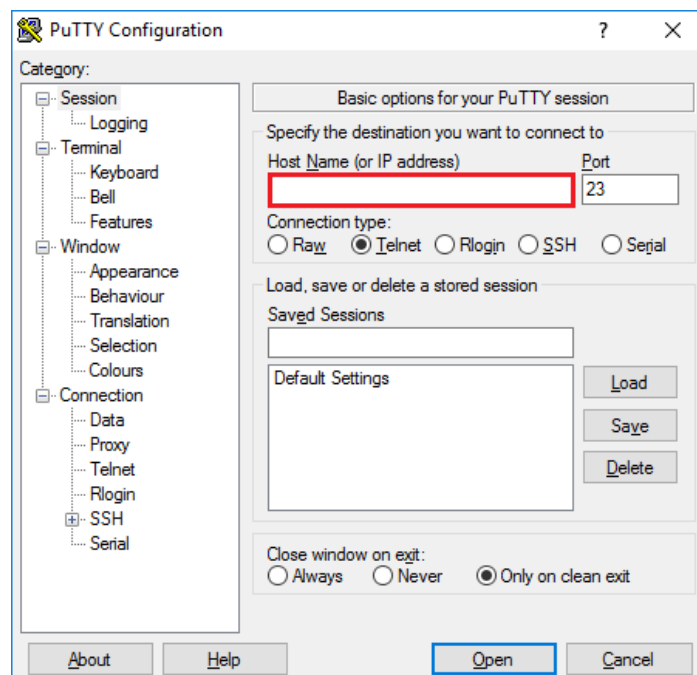 PuTTY Configuration
?
Category:
Session
Logging
Terminal
Keyboard
Bell
Features
Window
Appearance
Behaviour
Translation
Selection
Colours
Connection
Data
Proxy
Telnet
Rlogin
SSH
Serial
Basic options for your PuTTY session
Specify the destination you want to connect to
Host Name (or IP address) Port
23
Connection type:
Raw Telnet Rlogin SSH Serial
Load, save or delete a stored session
Saved Sessions
Default Settings
Load
Save
Delete
Close window on exit:
Always Never Only on clean exit
About Help Open Cancel